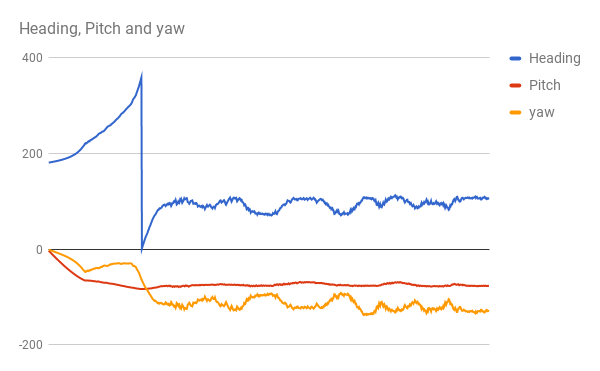 Heading, Pitch and yaw
400
200
0
-200
Heading
Pitch
yaw